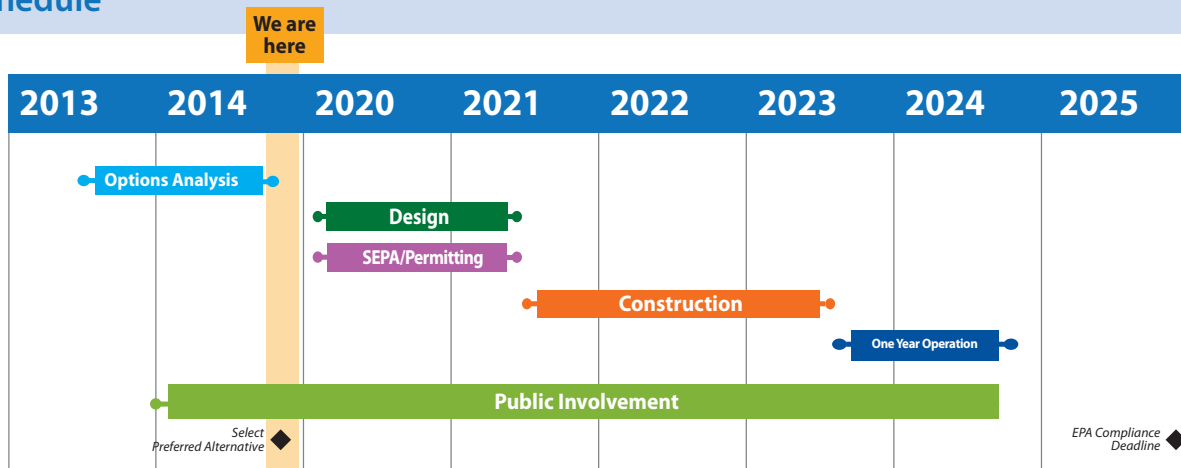 We are
here
2013 2014 2020 2021 2022 2023 2024 2025
Options Analysis
Design
SEPA/Permitting
Construction
One Year Operation
Public Involvement
Select
Preferred Alternative
EPA Compliance
Deadline